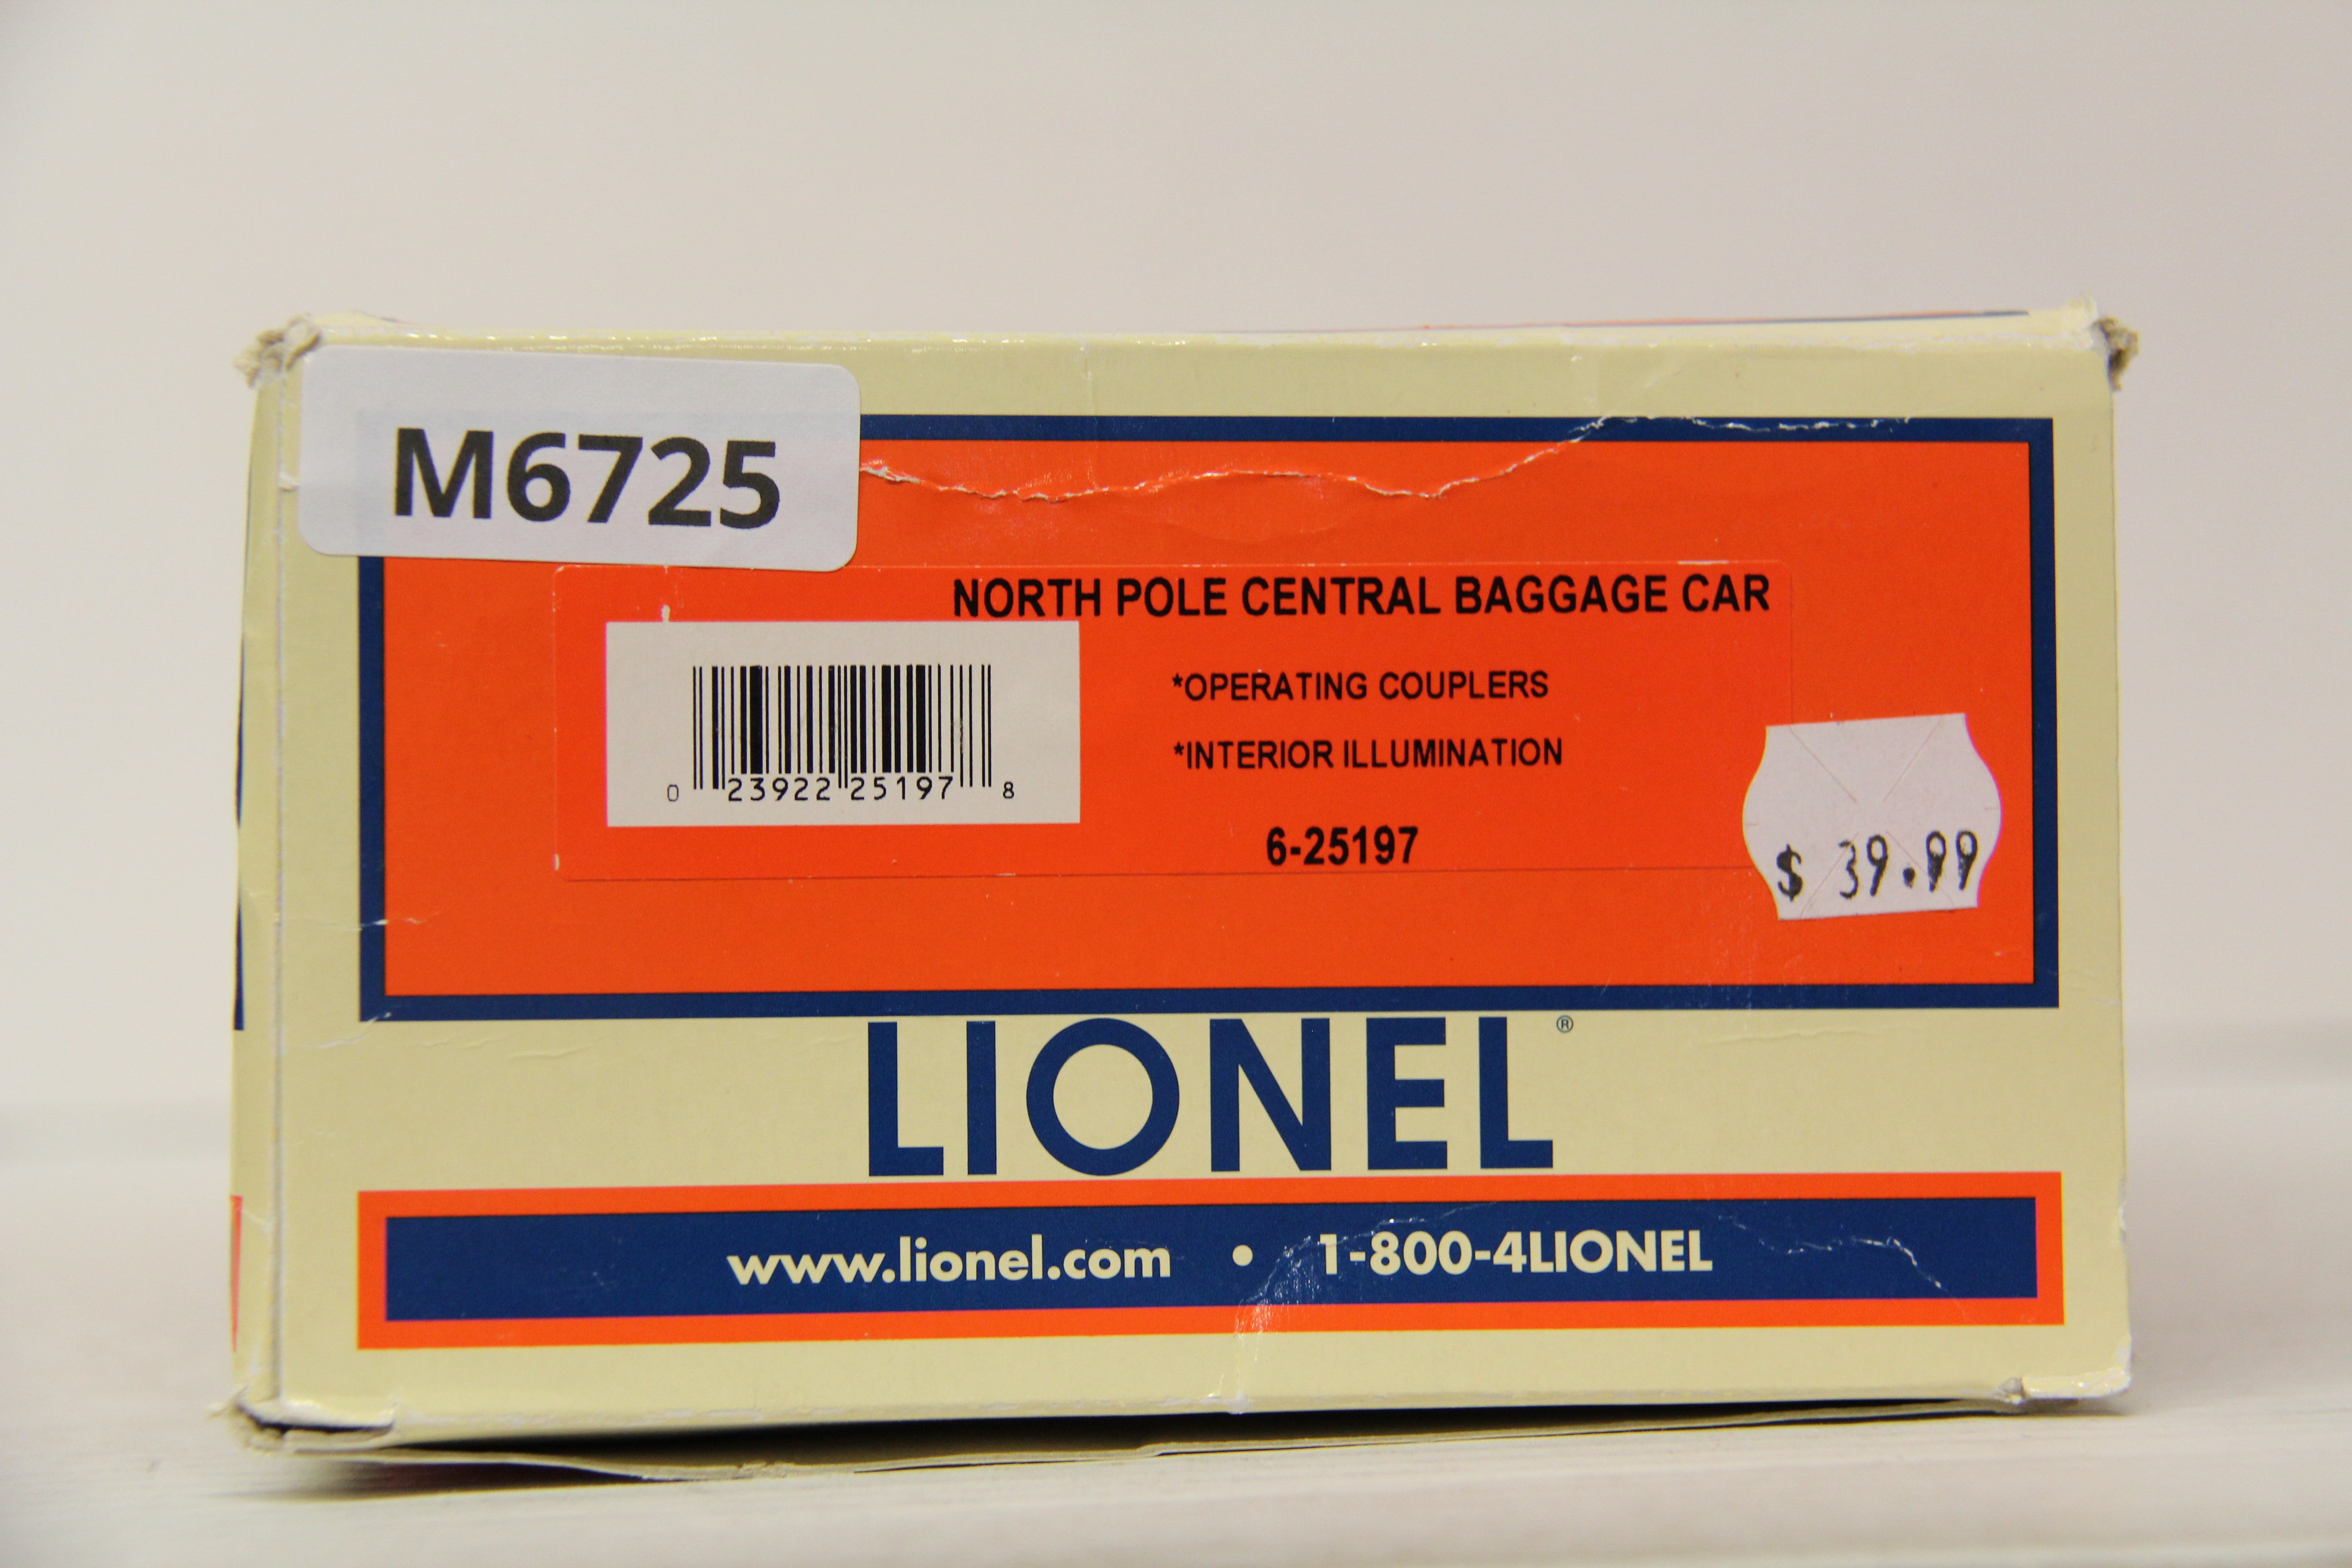 M6725
NORTH POLE CENTRAL BAGGAGE CAR
*OPERATING COUPLERS
*INTERIOR ILLUMINATION
0 23922 25197 8
6-25197
$ 39.99
LIONEL®
www.lionel.com • 1-800-4LIONEL